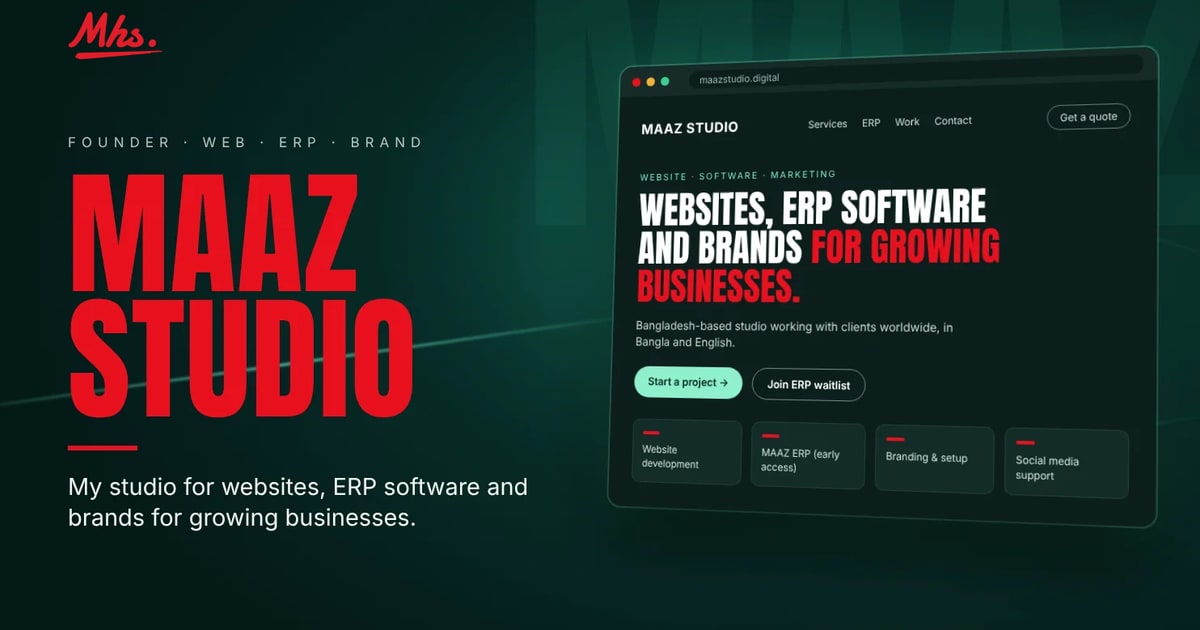 Mhs.
FOUNDER · WEB · ERP · BRAND
MAAZ
STUDIO
My studio for websites, ERP software and
brands for growing businesses.
maazstudio.digital
MAAZ STUDIO
Services
ERP
Work
Contact
Get a quote
WEBSITE · SOFTWARE · MARKETING
WEBSITES, ERP SOFTWARE
AND BRANDS FOR GROWING
BUSINESSES.
Bangladesh-based studio working with clients worldwide, in
Bangla and English.
Start a project →
Join ERP waitlist
Website
development
MAAZ ERP (early
access)
Branding & setup
Social media
support